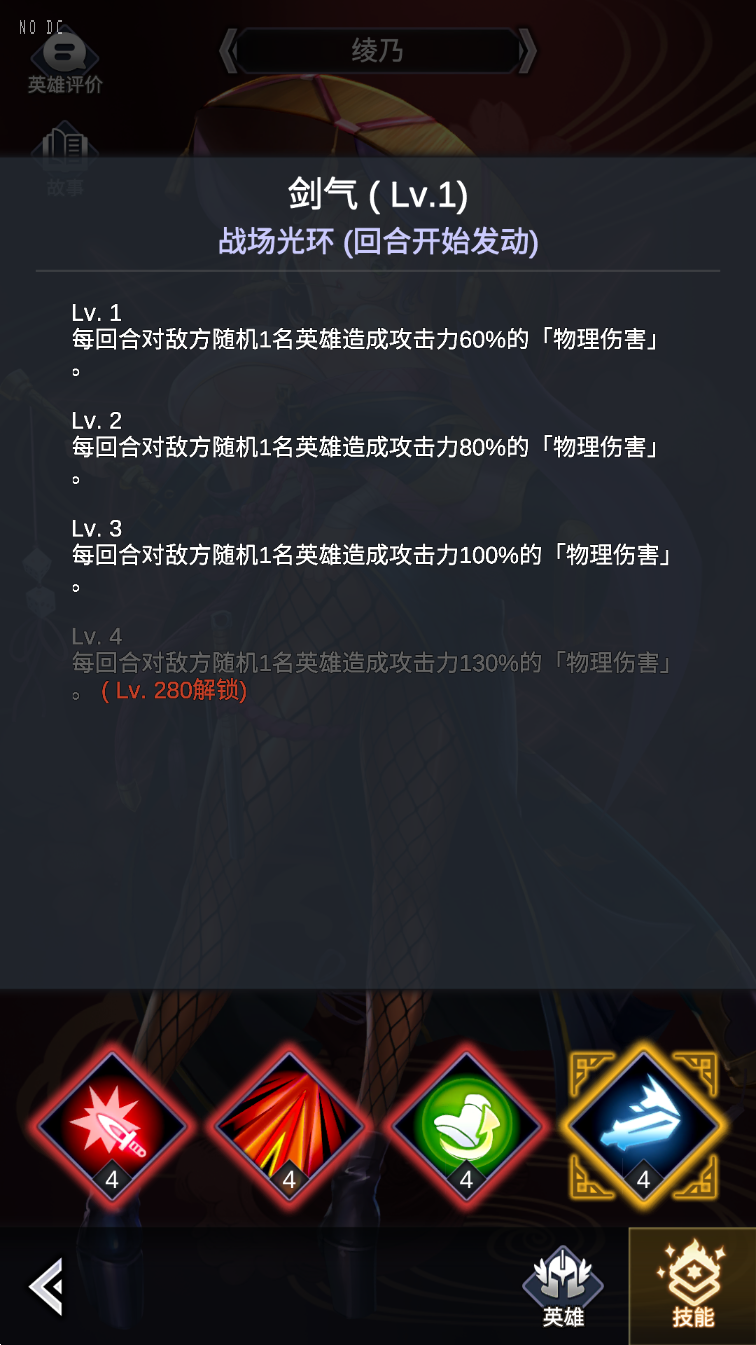 NO DC
绫乃
英雄评价
故事
剑气 ( Lv.1)
战场光环 (回合开始发动)
Lv. 1
每回合对敌方随机1名英雄造成攻击力60%的「物理伤害」
。
Lv. 2
每回合对敌方随机1名英雄造成攻击力80%的「物理伤害」
。
Lv. 3
每回合对敌方随机1名英雄造成攻击力100%的「物理伤害」
。
Lv. 4
每回合对敌方随机1名英雄造成攻击力130%的「物理伤害」
。 ( Lv. 280解锁)
4 4 4 4
英雄 技能